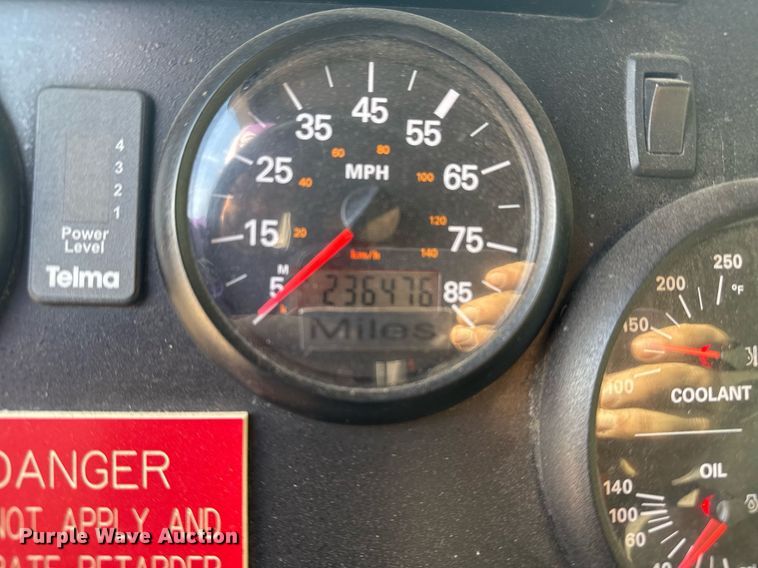 4
3
2
1
Power
Level
Telma
5
15
25
35
45
55
65
75
85
20
40
60
80
100
120
140
MPH
km/h
M
236476
Miles
250
200
°F
150
100
COOLANT
OIL
140
100
60
DANGER
NOT APPLY AND
RATE RETARDER
Purple Wave Auction